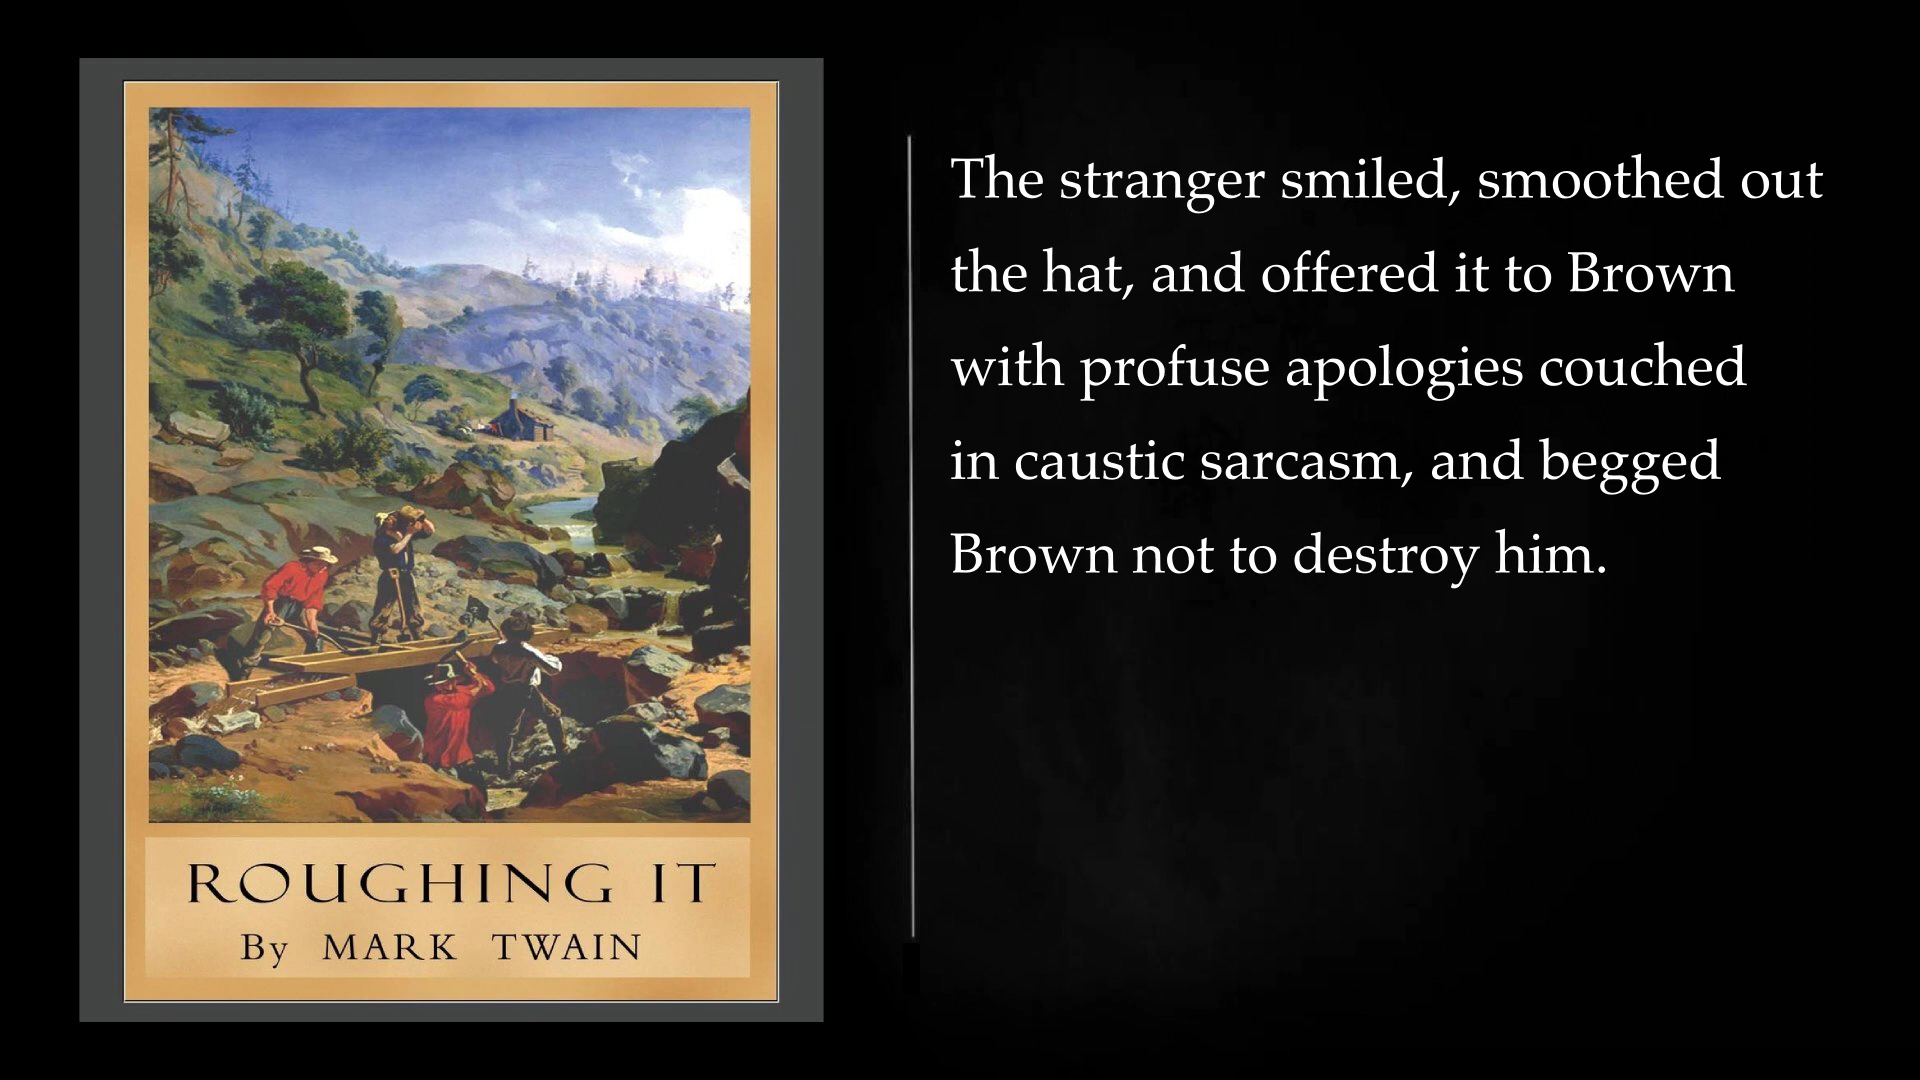 ROUGHING IT
By MARK TWAIN
The stranger smiled, smoothed out
the hat, and offered it to Brown
with profuse apologies couched
in caustic sarcasm, and begged
Brown not to destroy him.